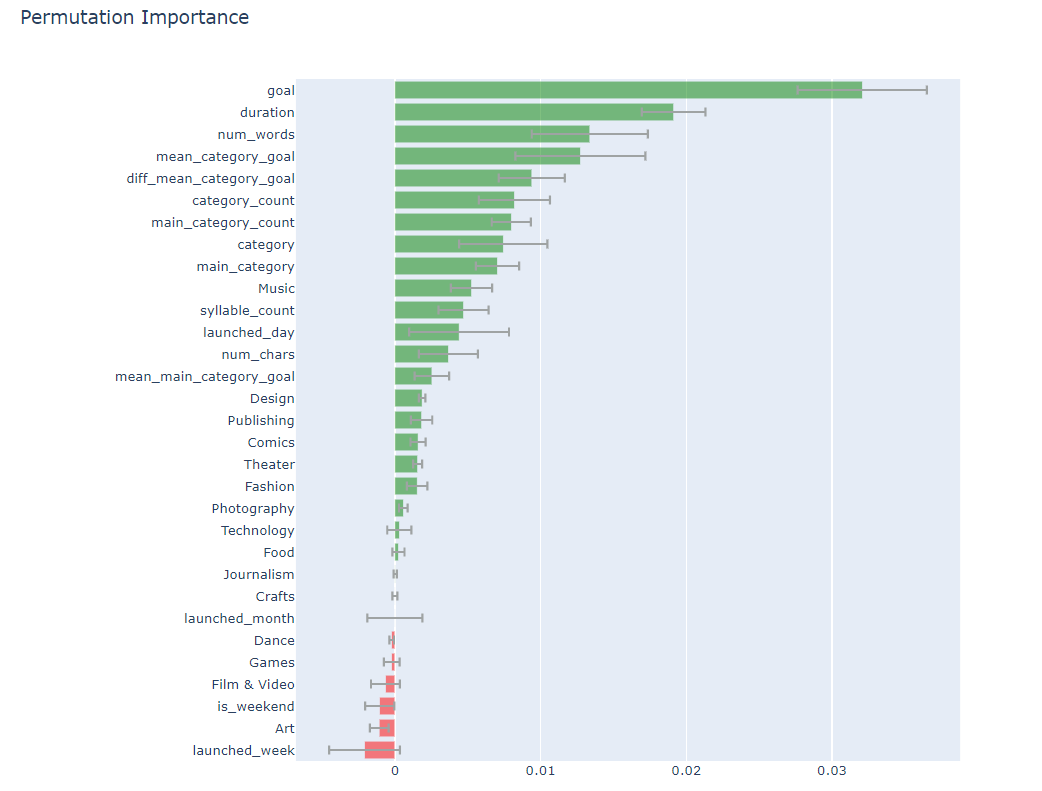 Permutation Importance
goal
duration
num_words
mean_category_goal
diff_mean_category_goal
category_count
main_category_count
category
main_category
Music
syllable_count
launched_day
num_chars
mean_main_category_goal
Design
Publishing
Comics
Theater
Fashion
Photography
Technology
Food
Journalism
Crafts
launched_month
Dance
Games
Film & Video
is_weekend
Art
launched_week
0 0.01 0.02 0.03